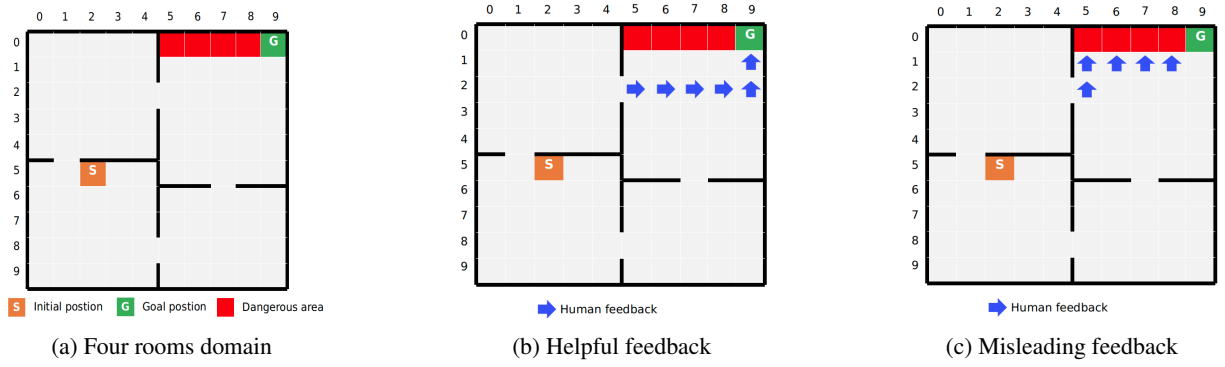 0 1 2 3 4 5 6 7 8 9
0
1
2
3
4
5
6
7
8
9
G
S
S Initial postion G Goal postion Dangerous area
(a) Four rooms domain
0 1 2 3 4 5 6 7 8 9
0
1
2
3
4
5
6
7
8
9
G
S
Human feedback
(b) Helpful feedback
0 1 2 3 4 5 6 7 8 9
0
1
2
3
4
5
6
7
8
9
G
S
Human feedback
(c) Misleading feedback